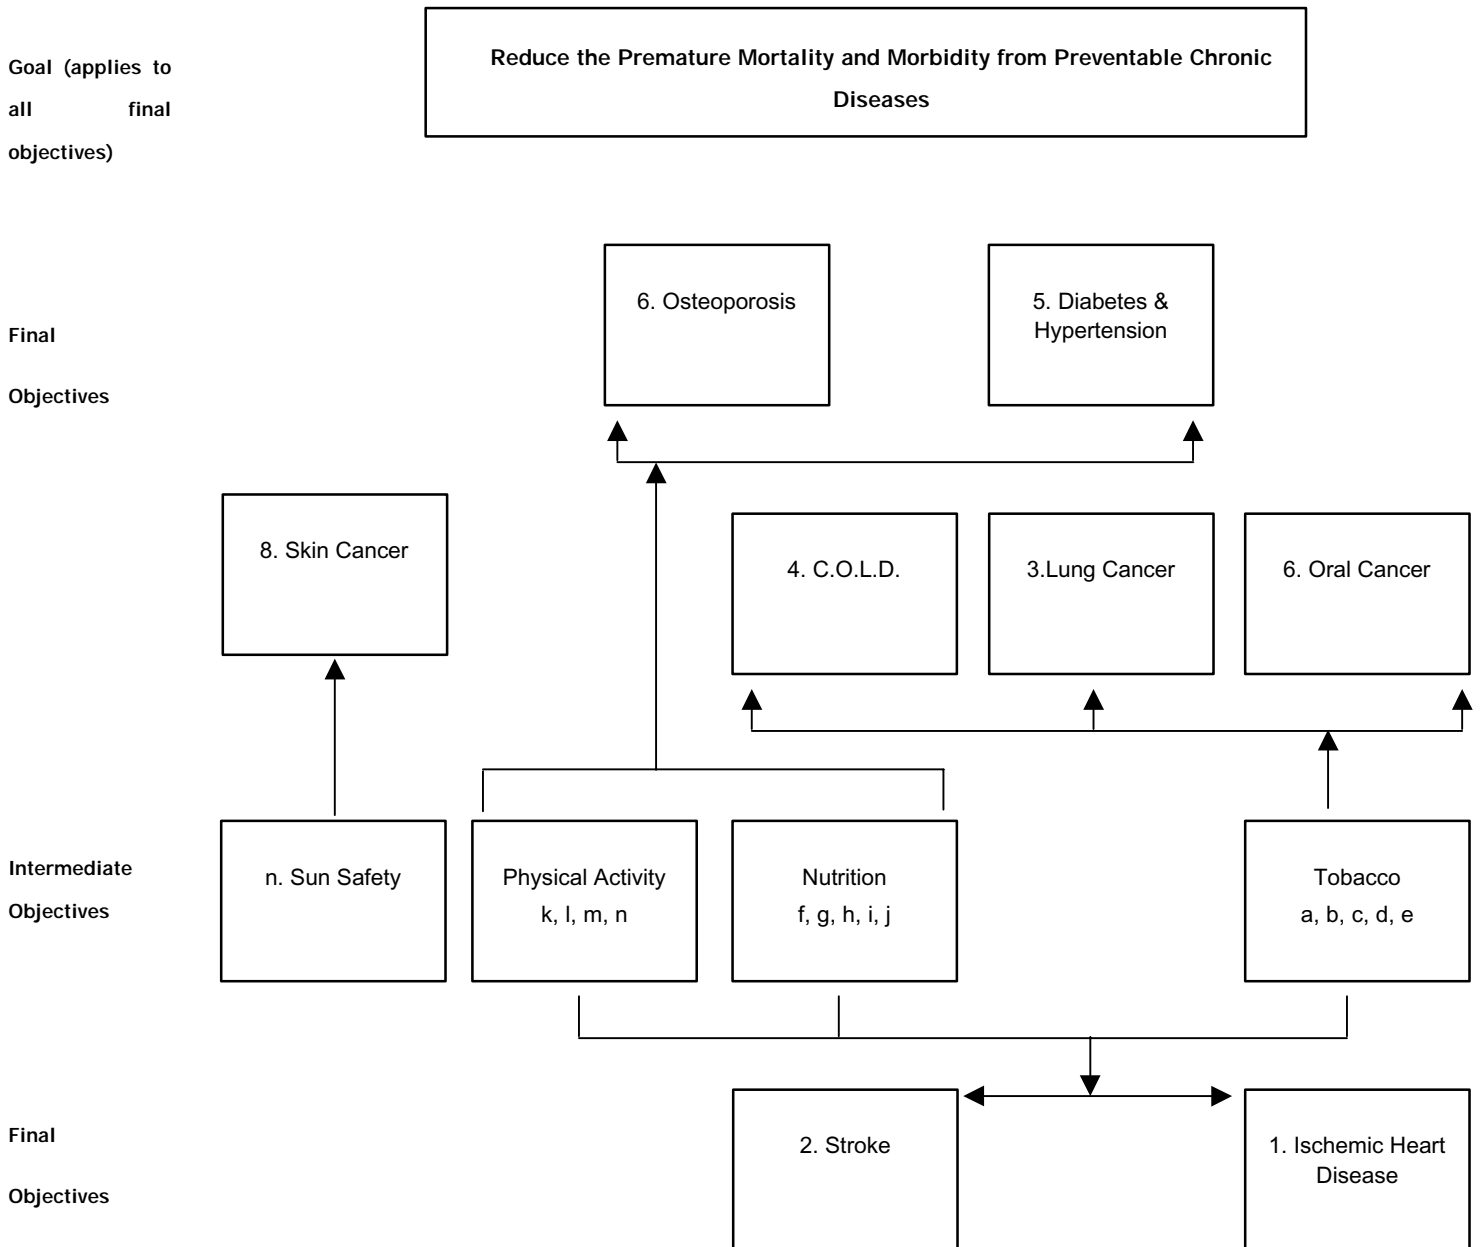 Goal (applies to
all final
objectives)
Reduce the Premature Mortality and Morbidity from Preventable Chronic
Diseases
Final
Objectives
6. Osteoporosis
5. Diabetes &
Hypertension
8. Skin Cancer
4. C.O.L.D.
3.Lung Cancer
6. Oral Cancer
Intermediate
Objectives
n. Sun Safety
Physical Activity
k, l, m, n
Nutrition
f, g, h, i, j
Tobacco
a, b, c, d, e
Final
Objectives
2. Stroke
1. Ischemic Heart
Disease